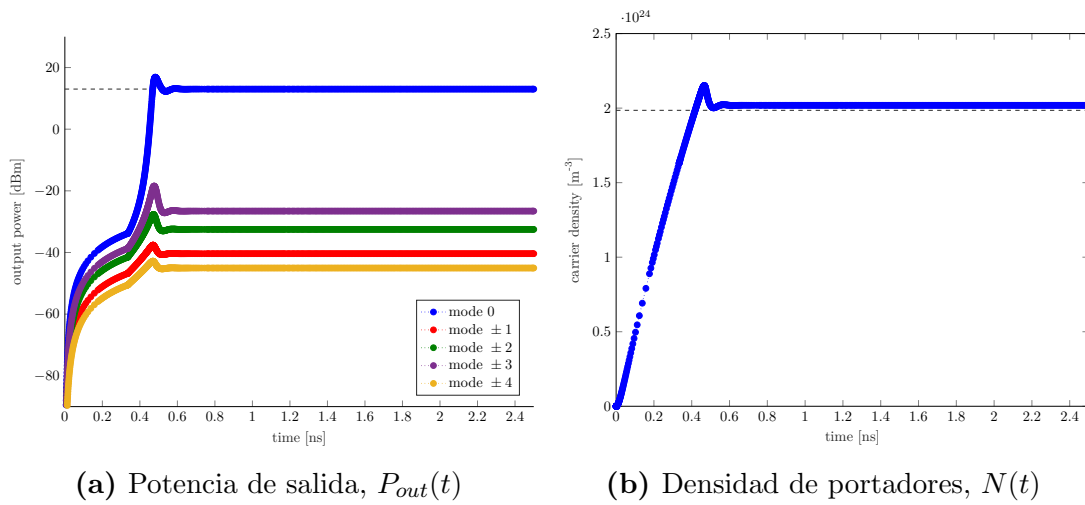 20
0
−20
−40
−60
−80
output power [dBm]
0 0.2 0.4 0.6 0.8 1 1.2 1.4 1.6 1.8 2 2.2 2.4
time [ns]
mode 0
mode ± 1
mode ± 2
mode ± 3
mode ± 4
(a) Potencia de salida, P_out(t)
·10^24
2.5
2
1.5
1
0.5
0
carrier density [m^-3]
0 0.2 0.4 0.6 0.8 1 1.2 1.4 1.6 1.8 2 2.2 2.4
time [ns]
(b) Densidad de portadores, N(t)